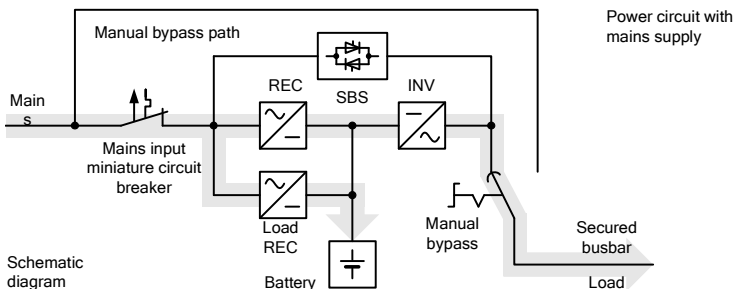 Manual bypass path
Power circuit with
mains supply
REC
SBS
INV
Main
s
Mains input
miniature circuit
breaker
Load
REC
Manual
bypass
Secured
busbar
Load
Schematic
diagram
Battery